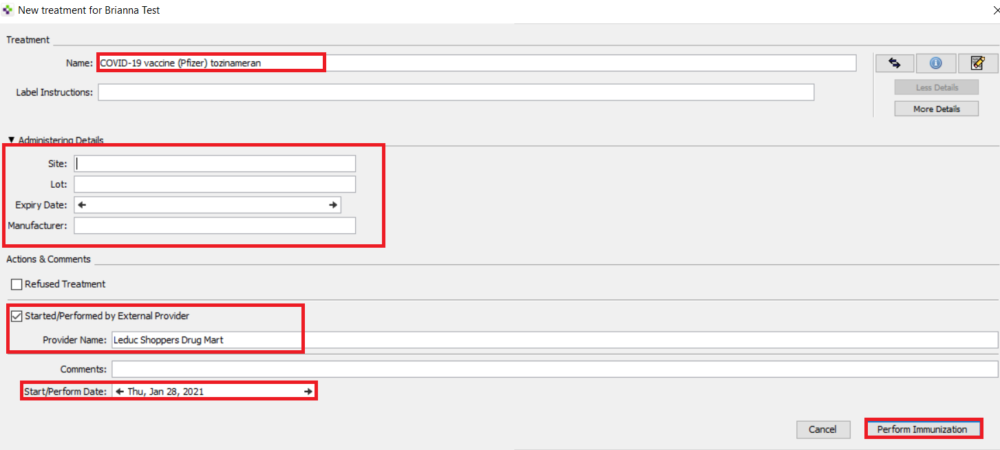 New treatment for Brianna Test
Treatment
Name: COVID-19 vaccine (Pfizer) tozinameran
Label Instructions:
Less Details
More Details
Administering Details
Site:
Lot:
Expiry Date:
Manufacturer:
Actions & Comments
Refused Treatment
Started/Performed by External Provider
Provider Name: Leduc Shoppers Drug Mart
Comments:
Start/Perform Date: Thu, Jan 28, 2021
Cancel Perform Immunization